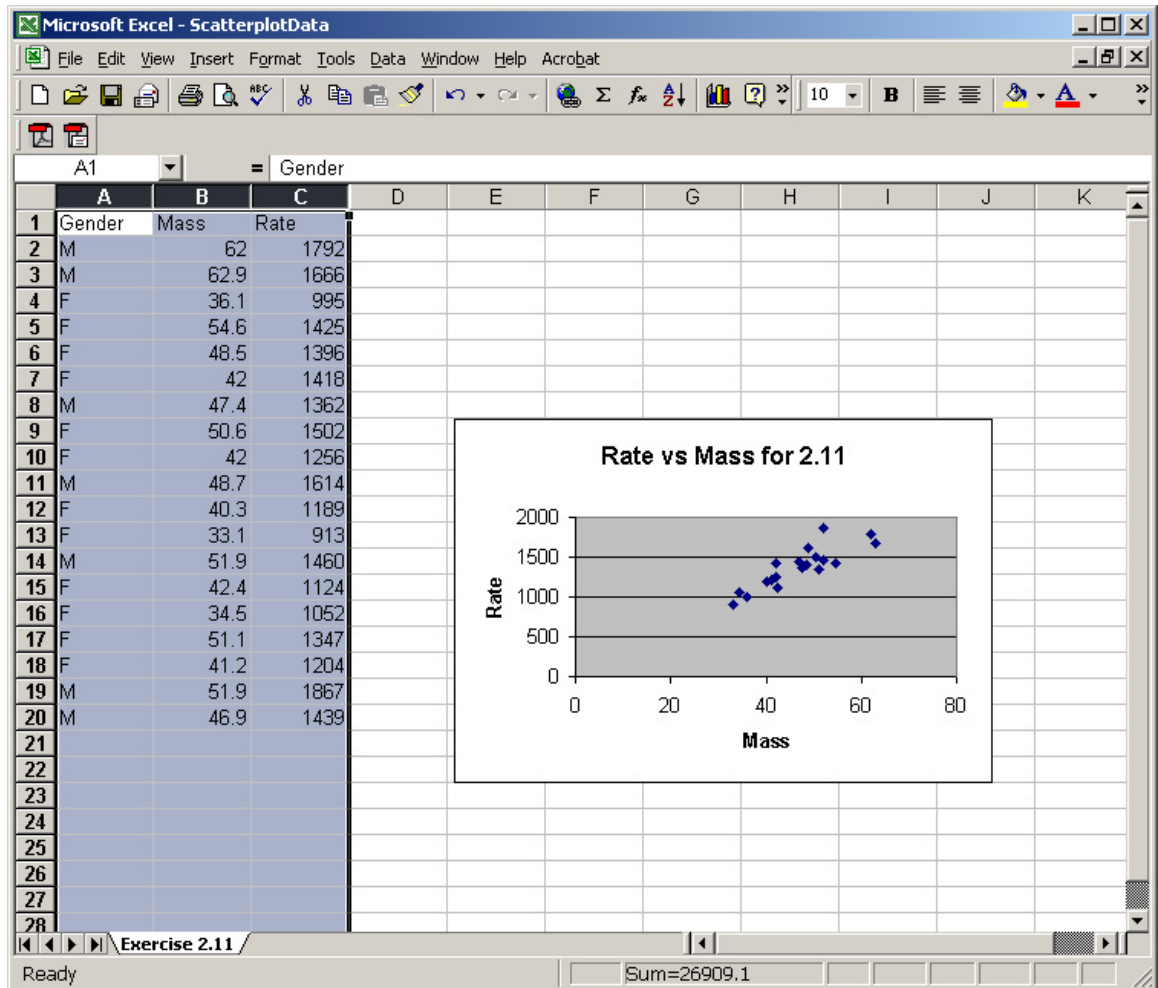 Microsoft Excel - ScatterplotData
File Edit View Insert Format Tools Data Window Help Acrobat
ABC Σ fx A Z ? » 10 B A »
A1 = Gender
A B C D E F G H I J K
1 Gender Mass Rate
2 M 62 1792
3 M 62.9 1666
4 F 36.1 995
5 F 54.6 1425
6 F 48.5 1396
7 F 42 1418
8 M 47.4 1362
9 F 50.6 1502
10 F 42 1256
11 M 48.7 1614
12 F 40.3 1189
13 F 33.1 913
14 M 51.9 1460
15 F 42.4 1124
16 F 34.5 1052
17 F 51.1 1347
18 F 41.2 1204
19 M 51.9 1867
20 M 46.9 1439
21
22
23
24
25
26
27
28
Rate vs Mass for 2.11
2000
1500
1000
500
0
Rate
0 20 40 60 80
Mass
Exercise 2.11
Ready Sum=26909.1